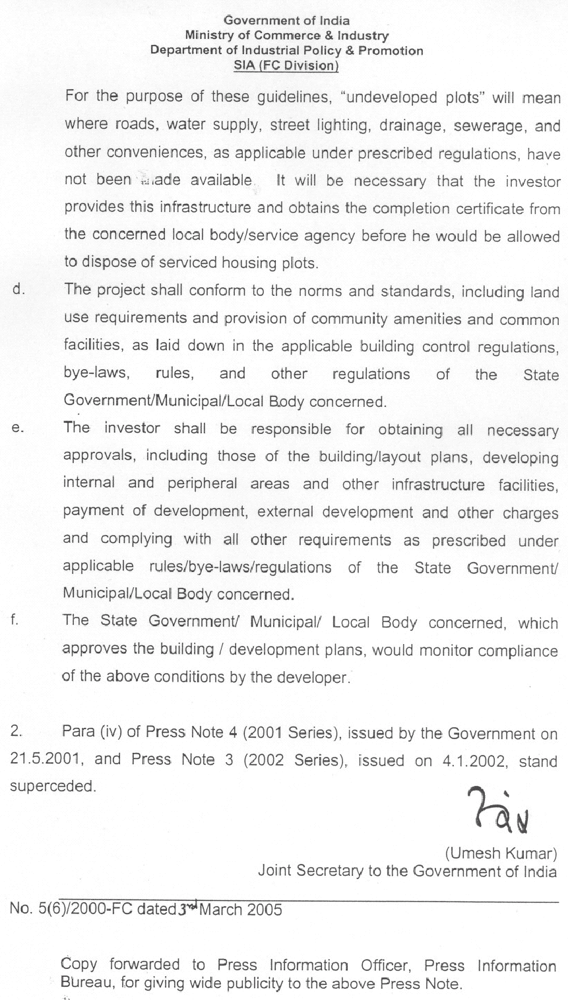 Government of India
Ministry of Commerce & Industry
Department of Industrial Policy & Promotion
SIA (FC Division)
For the purpose of these guidelines, “undeveloped plots” will mean
where roads, water supply, street lighting, drainage, sewerage, and
other conveniences, as applicable under prescribed regulations, have
not been made available. It will be necessary that the investor
provides this infrastructure and obtains the completion certificate from
the concerned local body/service agency before he would be allowed
to dispose of serviced housing plots.
d. The project shall conform to the norms and standards, including land
use requirements and provision of community amenities and common
facilities, as laid down in the applicable building control regulations,
bye-laws, rules, and other regulations of the State
Government/Municipal/Local Body concerned.
e. The investor shall be responsible for obtaining all necessary
approvals, including those of the building/layout plans, developing
internal and peripheral areas and other infrastructure facilities,
payment of development, external development and other charges
and complying with all other requirements as prescribed under
applicable rules/bye-laws/regulations of the State Government/
Municipal/Local Body concerned.
f. The State Government/ Municipal/ Local Body concerned, which
approves the building / development plans, would monitor compliance
of the above conditions by the developer.
2. Para (iv) of Press Note 4 (2001 Series), issued by the Government on
21.5.2001, and Press Note 3 (2002 Series), issued on 4.1.2002, stand
superceded.
(Umesh Kumar)
Joint Secretary to the Government of India
No. 5(6)/2000-FC dated 3rd March 2005
Copy forwarded to Press Information Officer, Press Information
Bureau, for giving wide publicity to the above Press Note.